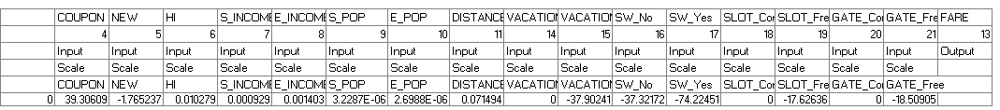 COUPON NEW HI S_INCOME E_INCOME S_POP E_POP DISTANCE VACATION VACATION SW_No SW_Yes SLOT_Con SLOT_Fre GATE_Con GATE_Fre FARE
4 5 6 7 8 9 10 11 14 15 16 17 18 19 20 21 13
Input Input Input Input Input Input Input Input Input Input Input Input Input Input Input Input Output
Scale Scale Scale Scale Scale Scale Scale Scale Scale Scale Scale Scale Scale Scale Scale Scale
COUPON NEW HI S_INCOME E_INCOME S_POP E_POP DISTANCE VACATION VACATION SW_No SW_Yes SLOT_Con SLOT_Fre GATE_Con GATE_Free
0 39.30609 -1.765237 0.010279 0.000929 0.001403 3.2287E-06 2.6988E-06 0.071494 0 -37.90241 -37.32172 -74.22451 0 -17.62636 0 -18.50905